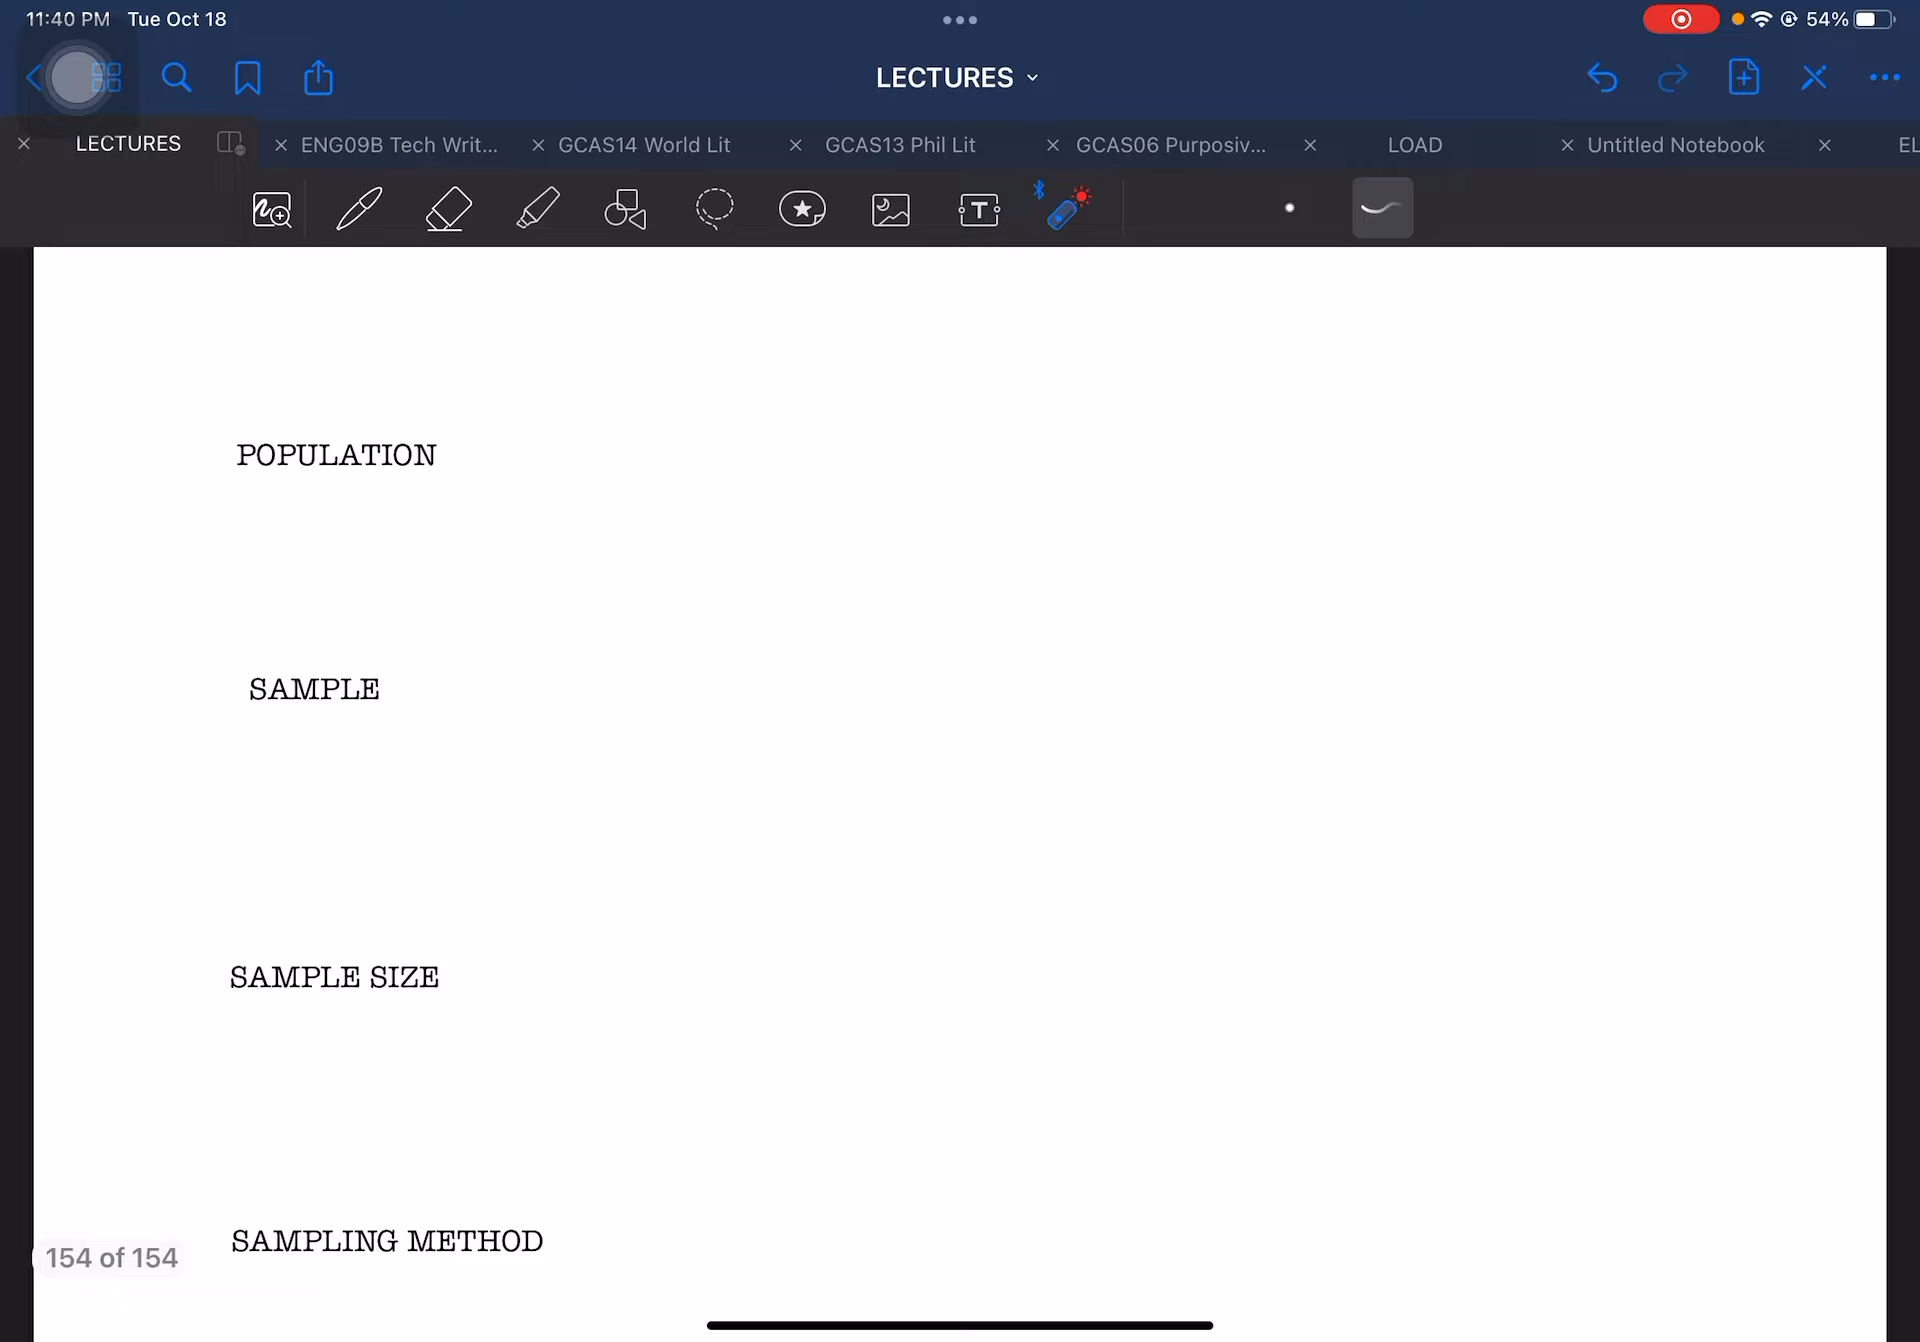 11:40 PM Tue Oct 18
54%
LECTURES
LECTURES
ENG09B Tech Writ...
GCAS14 World Lit
GCAS13 Phil Lit
GCAS06 Purposiv...
LOAD
Untitled Notebook
EL
POPULATION
SAMPLE
SAMPLE SIZE
SAMPLING METHOD
154 of 154